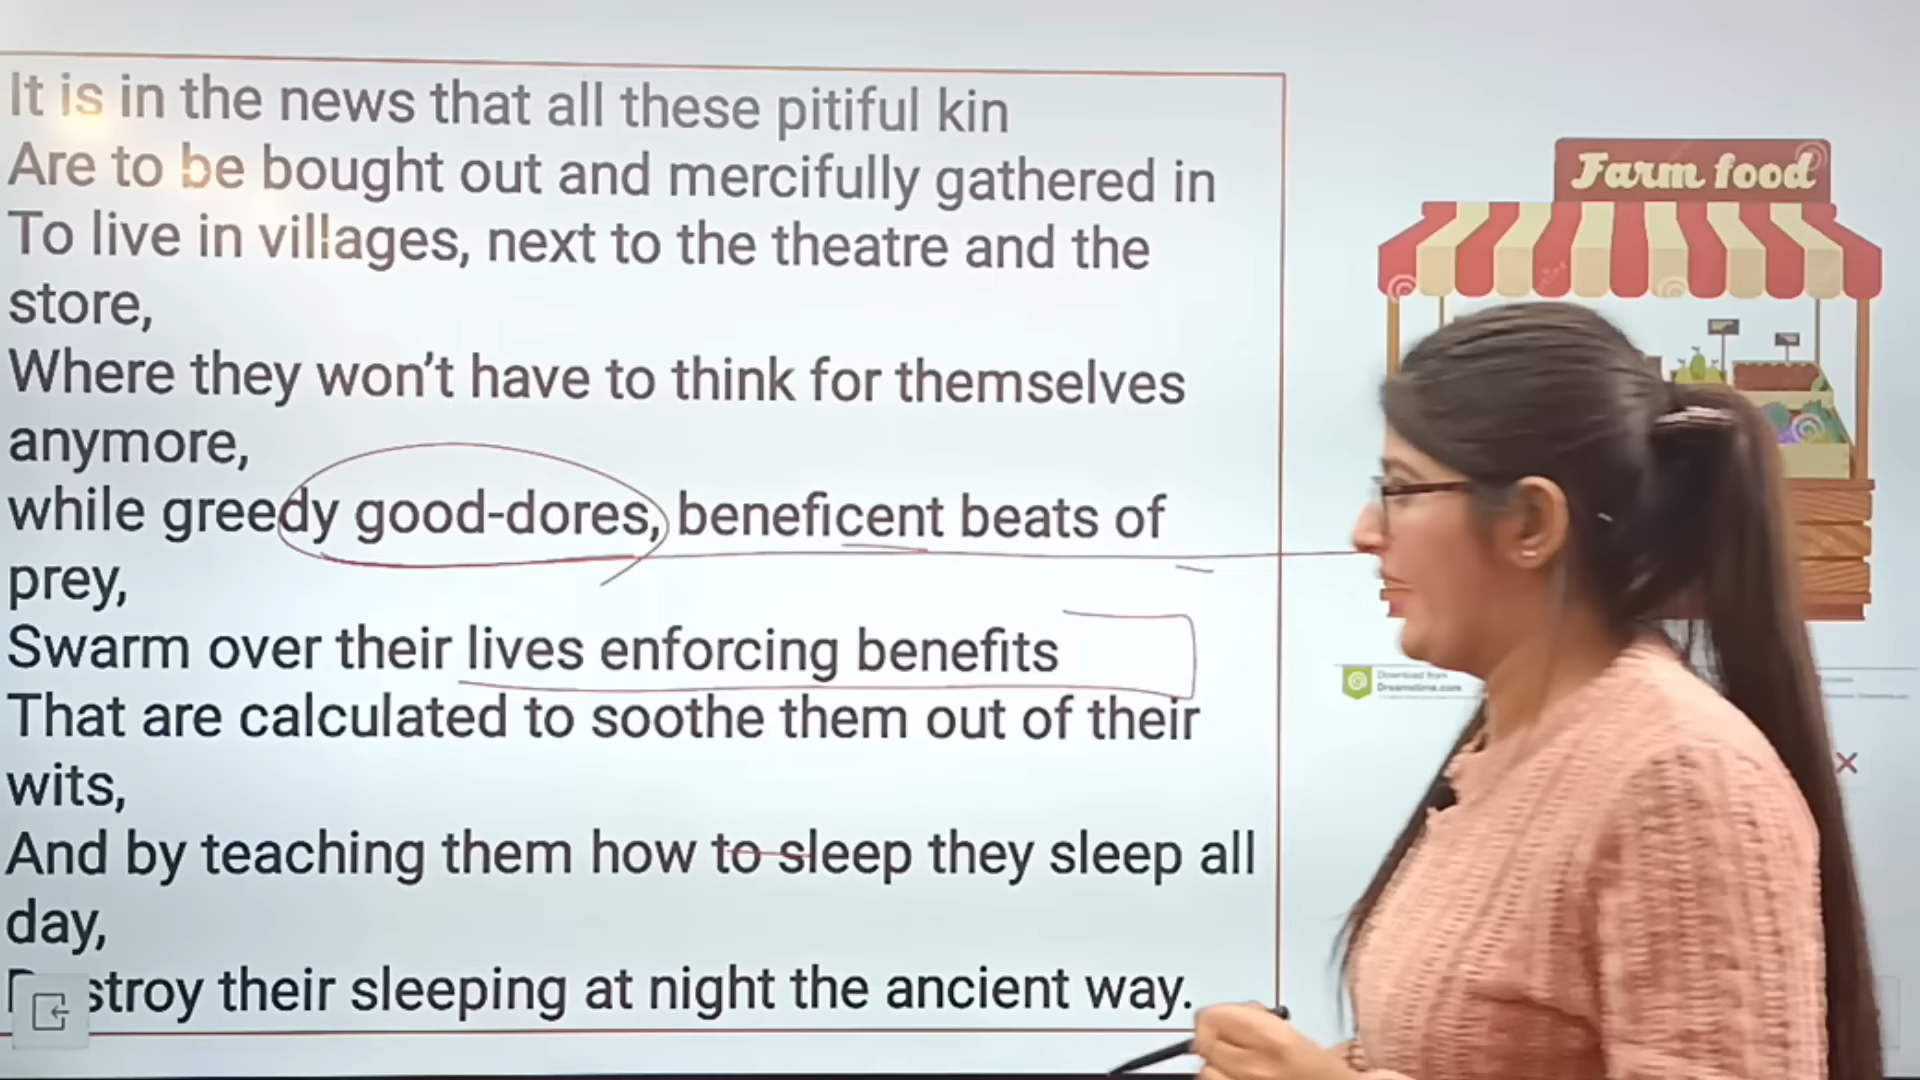 It is in the news that all these pitiful kin
Are to be bought out and mercifully gathered in
To live in villages, next to the theatre and the
store,
Where they won't have to think for themselves
anymore,
while greedy good-dores, beneficent beats of
prey,
Swarm over their lives enforcing benefits
That are calculated to soothe them out of their
wits,
And by teaching them how to sleep they sleep all
day,
stroy their sleeping at night the ancient way.
Farm food
Download from
Dreamstime.com